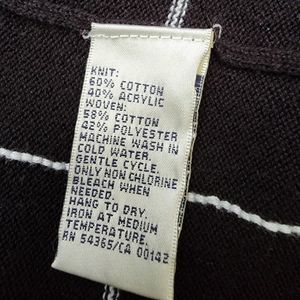 KNIT:
60% COTTON
40% ACRYLIC
WOVEN:
58% COTTON
42% POLYESTER
MACHINE WASH IN
COLD WATER.
GENTLE CYCLE.
ONLY NON CHLORINE
BLEACH WHEN
NEEDED.
HANG TO DRY.
IRON AT MEDIUM
TEMPERATURE.
RN 54365/CA 00142